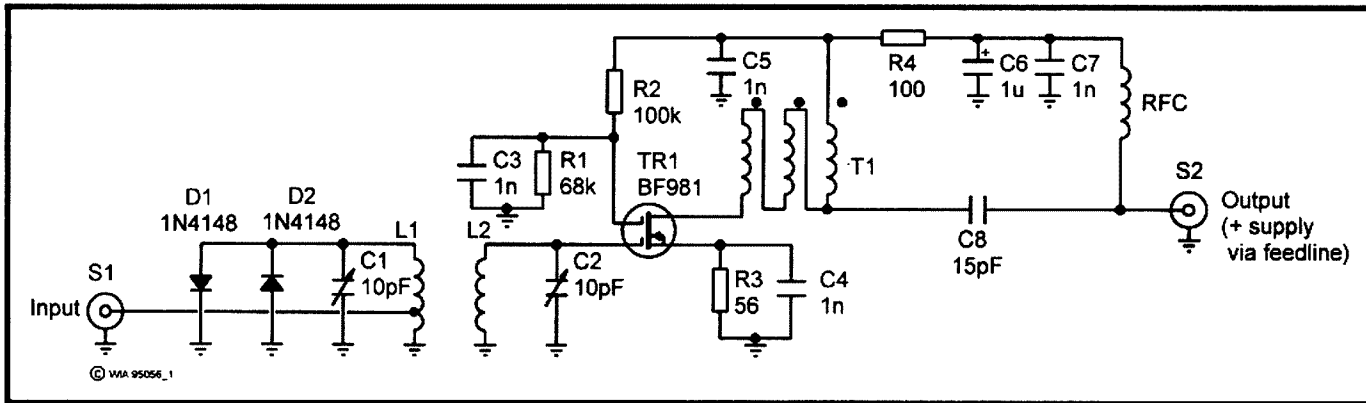 C5
1n
R4
100
C6
1u
+
C7
1n
RFC
R2
100k
C3
1n
R1
68k
TR1
BF981
T1
S2
Output
(+ supply
via feedline)
C8
15pF
D1
1N4148
D2
1N4148
L1
L2
S1
Input
C1
10pF
C2
10pF
R3
56
C4
1n
© WIA 95056_1